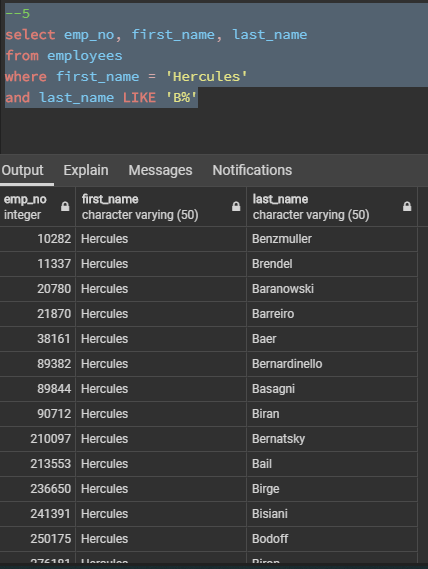 --5
select emp_no, first_name, last_name
from employees
where first_name = 'Hercules'
and last_name LIKE 'B%'
Output Explain Messages Notifications
emp_no first_name last_name
integer character varying (50) character varying (50)
10282 Hercules Benzmuller
11337 Hercules Brendel
20780 Hercules Baranowski
21870 Hercules Barreiro
38161 Hercules Baer
89382 Hercules Bernardinello
89844 Hercules Basagni
90712 Hercules Biran
210097 Hercules Bernatsky
213553 Hercules Bail
236650 Hercules Birge
241391 Hercules Bisiani
250175 Hercules Bodoff
276181 Hercules